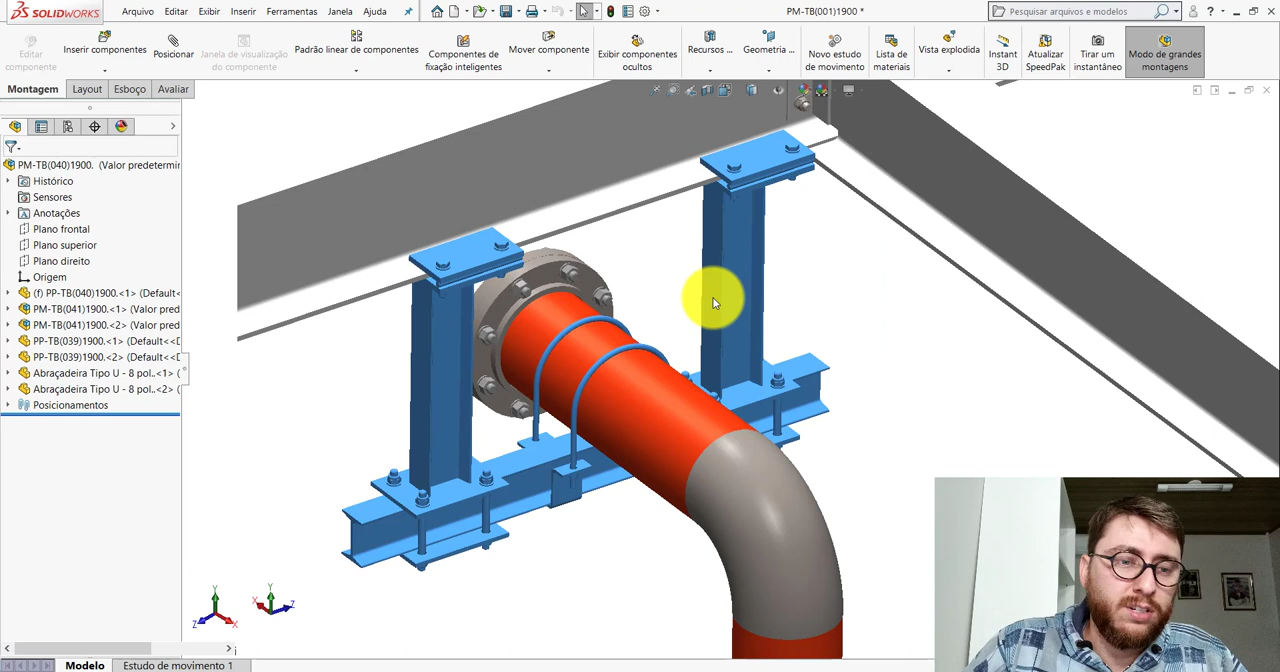 SOLIDWORKS
Arquivo
Editar
Exibir
Inserir
Ferramentas
Janela
Ajuda
PM-TB(001)1900 *
Pesquisar arquivos e modelos
Editar
componente
Inserir componentes
Posicionar
Janela de visualização
do componente
Padrão linear de componentes
Componentes de
fixação inteligentes
Mover componente
Exibir componentes
ocultos
Recursos ...
Geometria ...
Novo estudo
de movimento
Lista de
materiais
Vista explodida
Instant
3D
Atualizar
SpeedPak
Tirar um
instantâneo
Modo de grandes
montagens
Montagem
Layout
Esboço
Avaliar
PM-TB(040)1900. (Valor predetermir
Histórico
Sensores
Anotações
Plano frontal
Plano superior
Plano direito
Origem
(f) PP-TB(040)1900.<1> (Default<
PM-TB(041)1900.<1> (Valor pred
PM-TB(041)1900.<2> (Valor pred
PP-TB(039)1900.<1> (Default<<D
PP-TB(039)1900.<2> (Default<<D
Abraçadeira Tipo U - 8 pol..<1> (
Abraçadeira Tipo U - 8 pol..<2> (
Posicionamentos
Y
Z
X
Y
X
Z
Modelo
Estudo de movimento 1